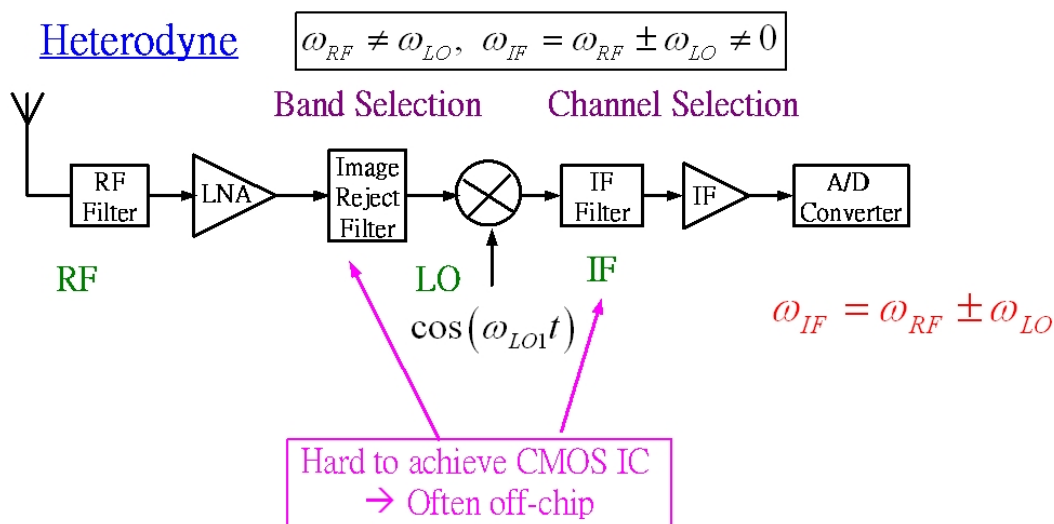 Heterodyne
ω_RF ≠ ω_LO, ω_IF = ω_RF ± ω_LO ≠ 0
Band Selection
Channel Selection
RF
Filter
LNA
Image
Reject
Filter
IF
Filter
IF
A/D
Converter
RF
LO
IF
cos(ω_LO1 t)
ω_IF = ω_RF ± ω_LO
Hard to achieve CMOS IC
→ Often off-chip